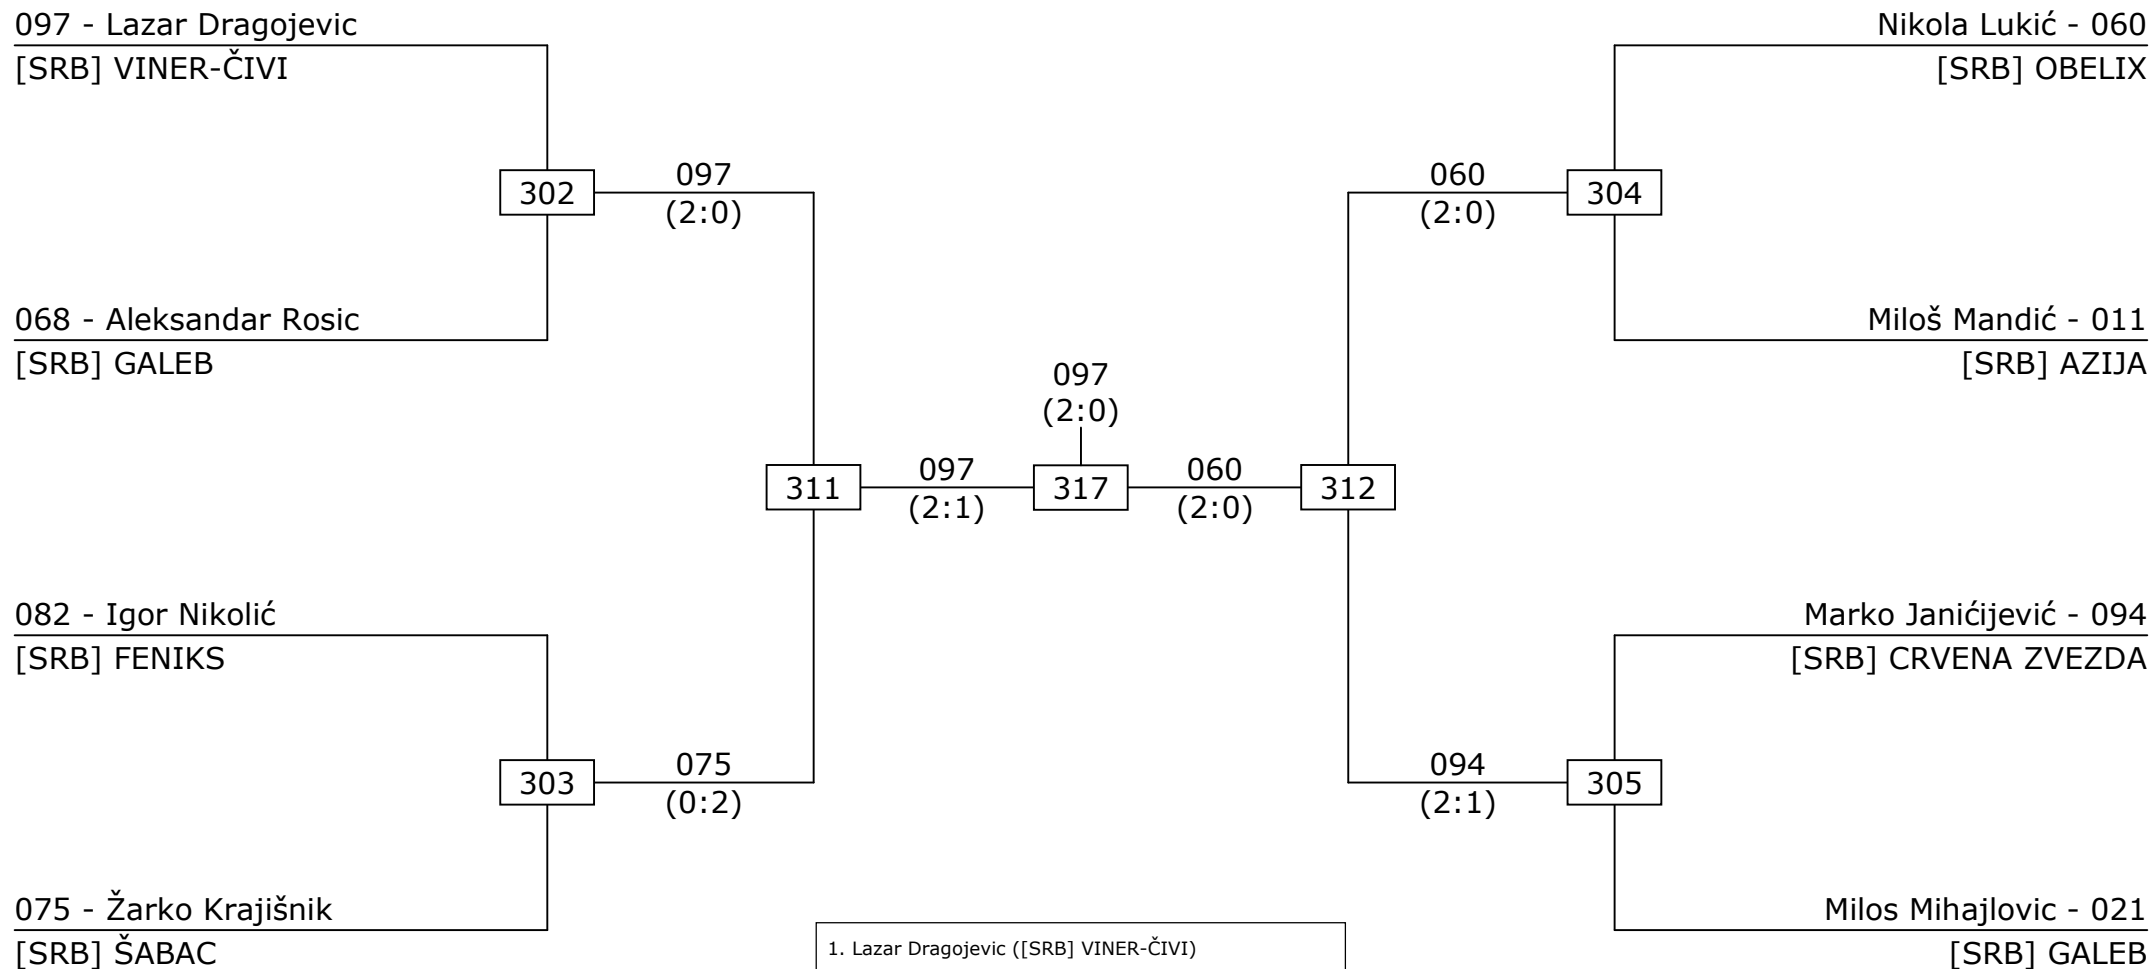 097 - Lazar Dragojevic
[SRB] VINER-ČIVI
Nikola Lukić - 060
[SRB] OBELIX
302
097
(2:0)
060
(2:0)
304
068 - Aleksandar Rosic
[SRB] GALEB
Miloš Mandić - 011
[SRB] AZIJA
097
(2:0)
311
097
(2:1)
317
060
(2:0)
312
082 - Igor Nikolić
[SRB] FENIKS
Marko Janićijević - 094
[SRB] CRVENA ZVEZDA
303
075
(0:2)
094
(2:1)
305
075 - Žarko Krajišnik
[SRB] ŠABAC
Milos Mihajlovic - 021
[SRB] GALEB
1. Lazar Dragojevic ([SRB] VINER-ČIVI)